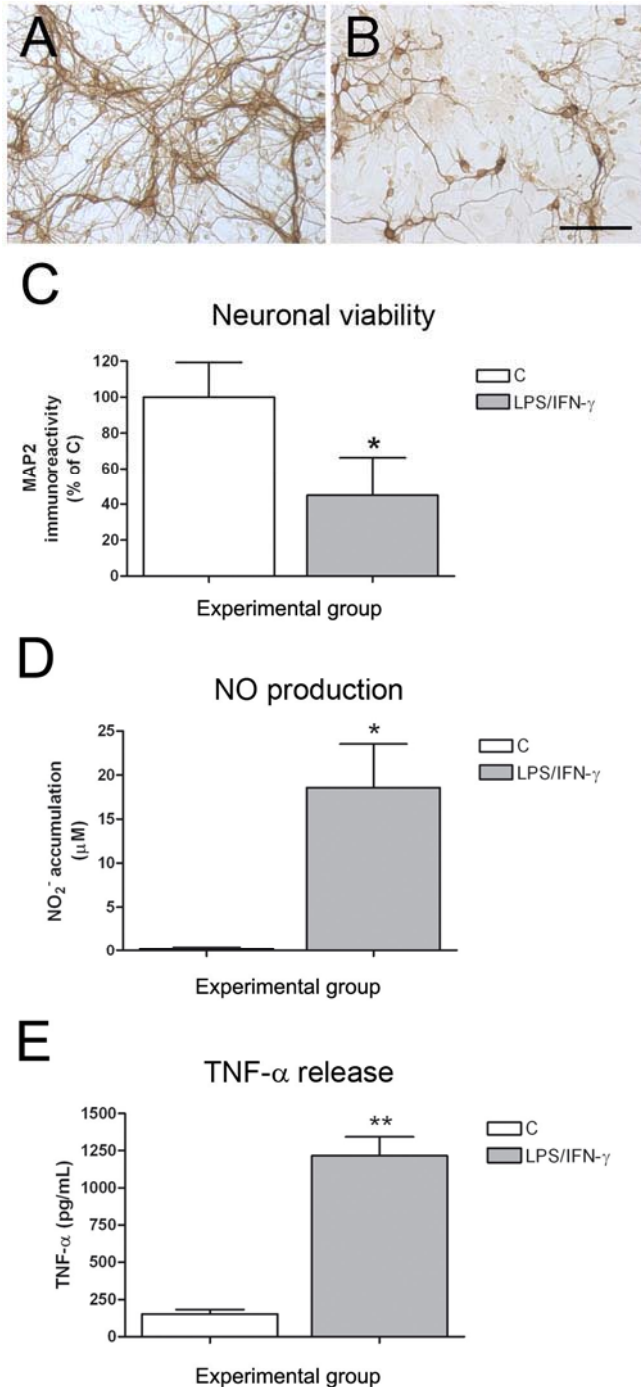 A
B
C
Neuronal viability
MAP2
immunoreactivity
(% of C)
120
100
80
60
40
20
0
*
C
LPS/IFN-γ
Experimental group
D
NO production
NO₂⁻ accumulation
(μM)
25
20
15
10
5
0
*
C
LPS/IFN-γ
Experimental group
E
TNF-α release
TNF-α (pg/mL)
1500
1250
1000
750
500
250
0
**
C
LPS/IFN-γ
Experimental group